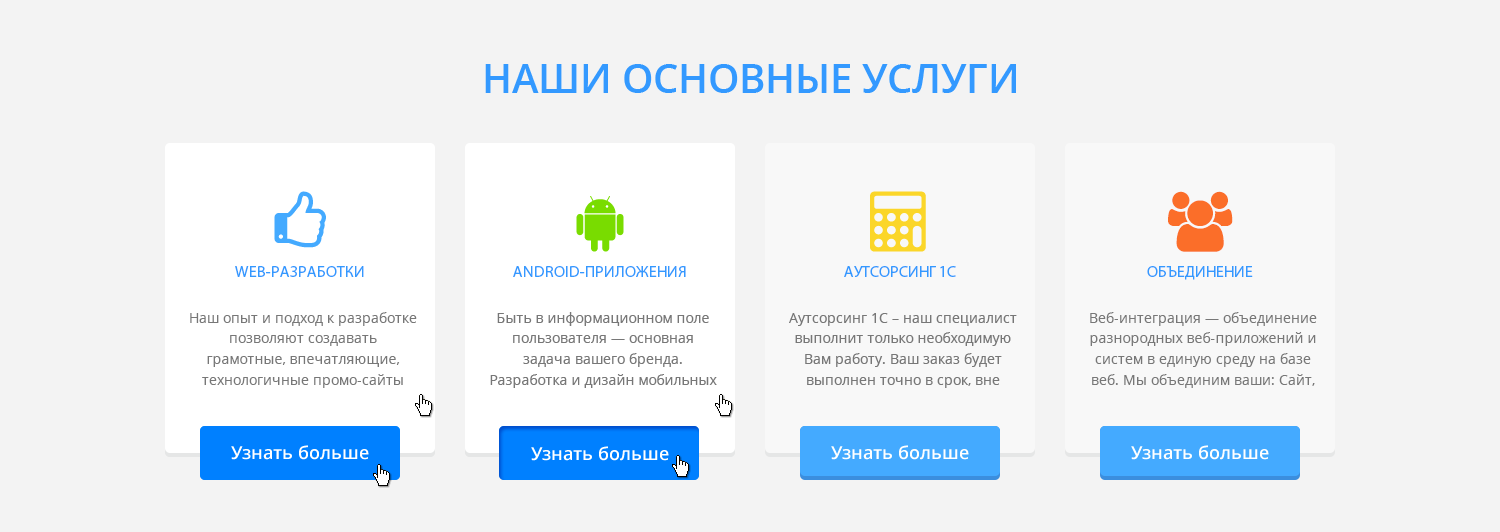 НАШИ ОСНОВНЫЕ УСЛУГИ
WEB-РАЗРАБОТКИ
Наш опыт и подход к разработке
позволяют создавать
грамотные, впечатляющие,
технологичные промо-сайты
Узнать больше
ANDROID-ПРИЛОЖЕНИЯ
Быть в информационном поле
пользователя — основная
задача вашего бренда.
Разработка и дизайн мобильных
Узнать больше
АУТСОРСИНГ 1С
Аутсорсинг 1С – наш специалист
выполнит только необходимую
Вам работу. Ваш заказ будет
выполнен точно в срок, вне
Узнать больше
ОБЪЕДИНЕНИЕ
Веб-интеграция — объединение
разнородных веб-приложений и
систем в единую среду на базе
веб. Мы объединим ваши: Сайт,
Узнать больше